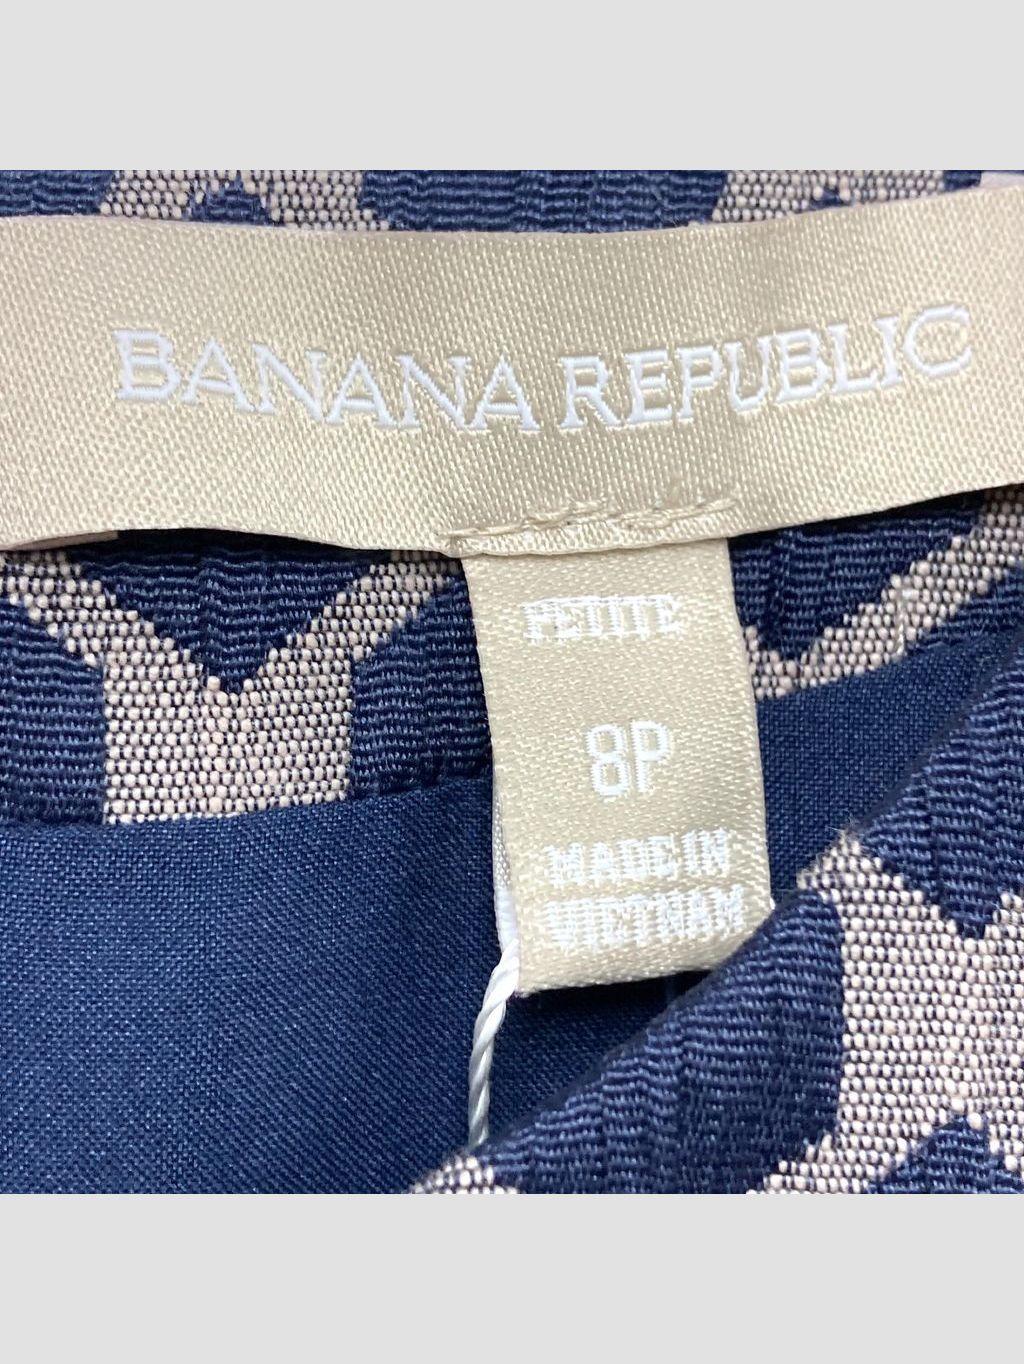 BANANA REPUBLIC
PETITE
8P
MADE IN
VIETNAM